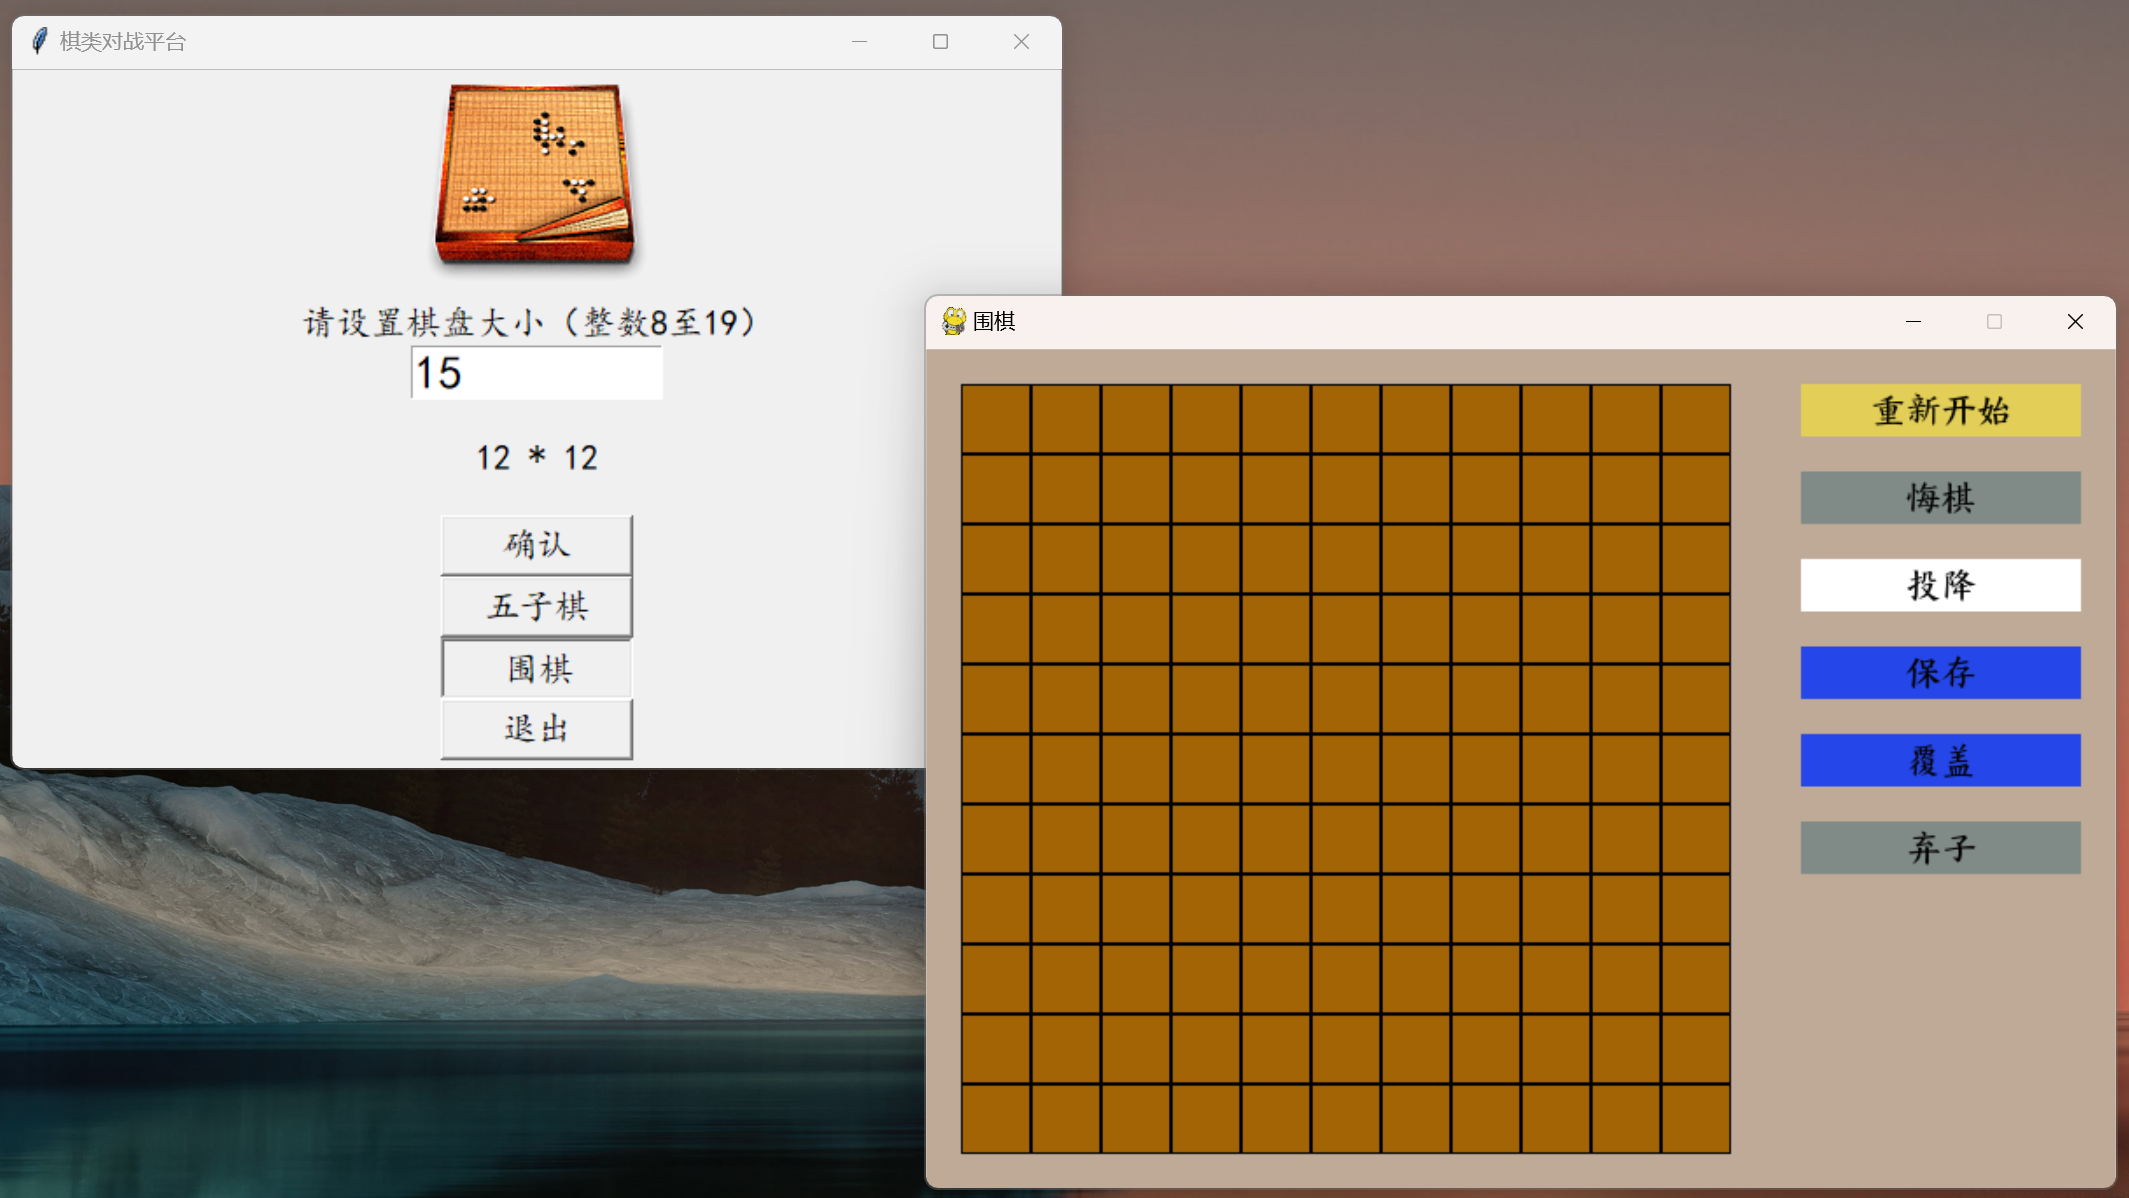 棋类对战平台
请设置棋盘大小（整数8至19）
15
12 * 12
确认
五子棋
围棋
退出
围棋
重新开始
悔棋
投降
保存
覆盖
弃子